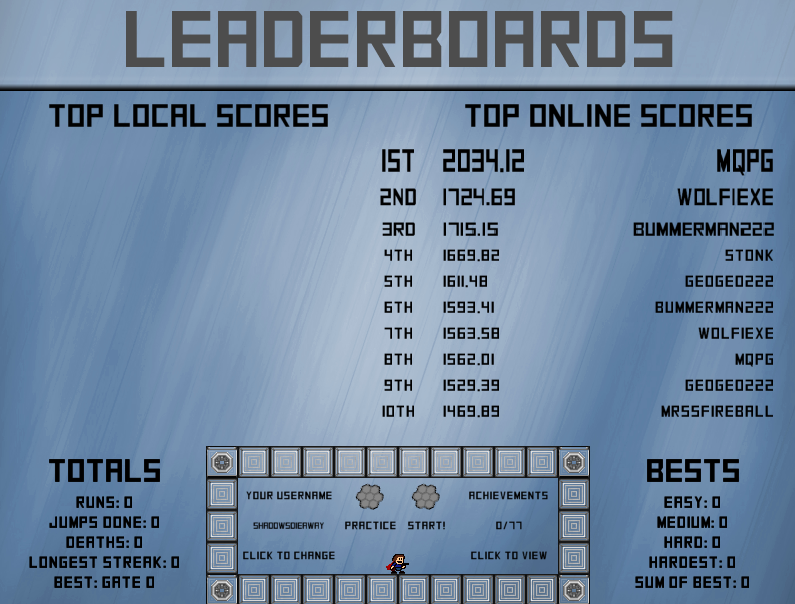 LEADERBOARDS
TOP LOCAL SCORES
TOP ONLINE SCORES
1ST 2034.12 MQPG
2ND 1724.69 WOLFIEXE
3RD 1715.15 BUMMERMAN222
4TH 1669.82 STONK
5TH 1611.48 GEOGEO222
6TH 1593.41 BUMMERMAN222
7TH 1563.58 WOLFIEXE
8TH 1562.01 MQPG
9TH 1529.39 GEOGEO222
10TH 1469.89 MRSSFIREBALL
TOTALS
RUNS: 0
JUMPS DONE: 0
DEATHS: 0
LONGEST STREAK: 0
BEST: GATE 0
YOUR USERNAME
SHADOWSDIEAWAY
CLICK TO CHANGE
PRACTICE START!
ACHIEVEMENTS
0/77
CLICK TO VIEW
BESTS
EASY: 0
MEDIUM: 0
HARD: 0
HARDEST: 0
SUM OF BEST: 0